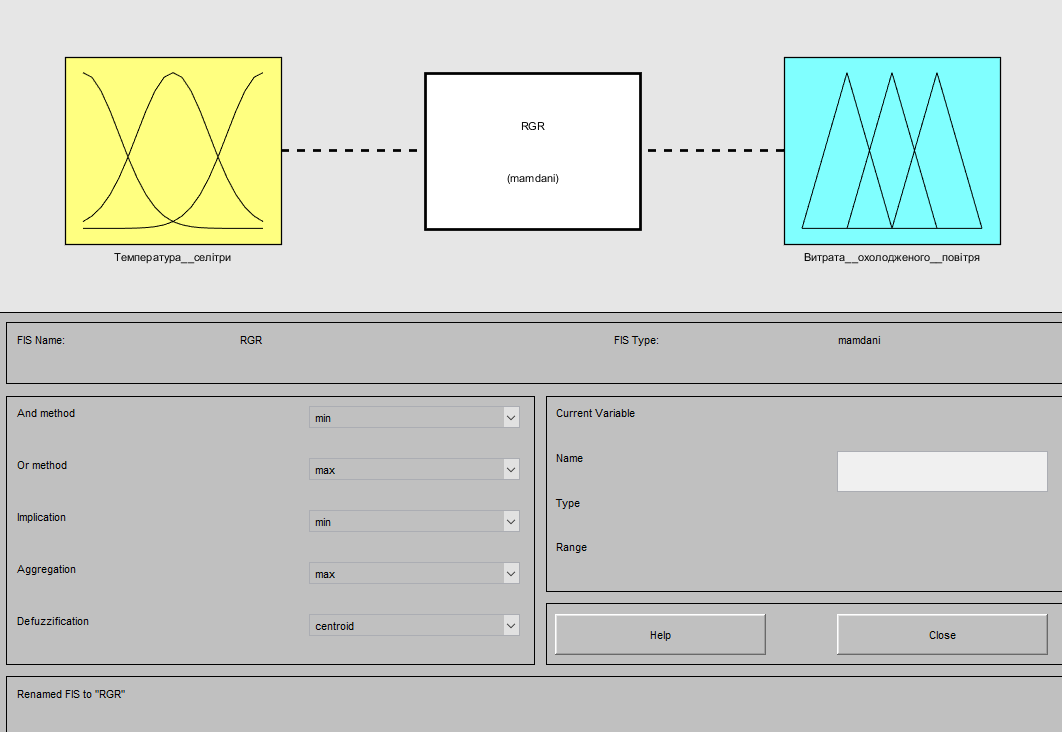 RGR
(mamdani)
Температура__селітри
Витрата__охолодженого__повітря
FIS Name:
RGR
FIS Type:
mamdani
And method
min
Or method
max
Implication
min
Aggregation
max
Defuzzification
centroid
Current Variable
Name
Type
Range
Help
Close
Renamed FIS to "RGR"